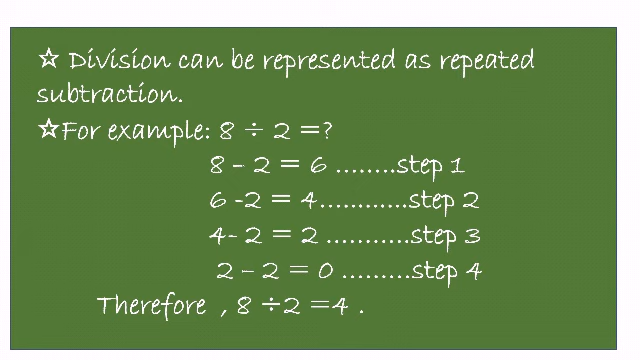 ☆ Division can be represented as repeated
subtraction.
☆For example: 8 ÷ 2 =?
8 - 2 = 6 ........step 1
6 -2 = 4............step 2
4- 2 = 2 ...........step 3
2 - 2 = 0 .........step 4
Therefore , 8 ÷2 =4 .